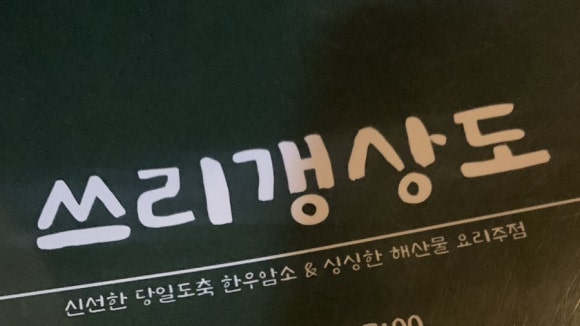 쓰리갱상도
신선한 당일도축 한우암소 & 싱싱한 해산물 요리주점